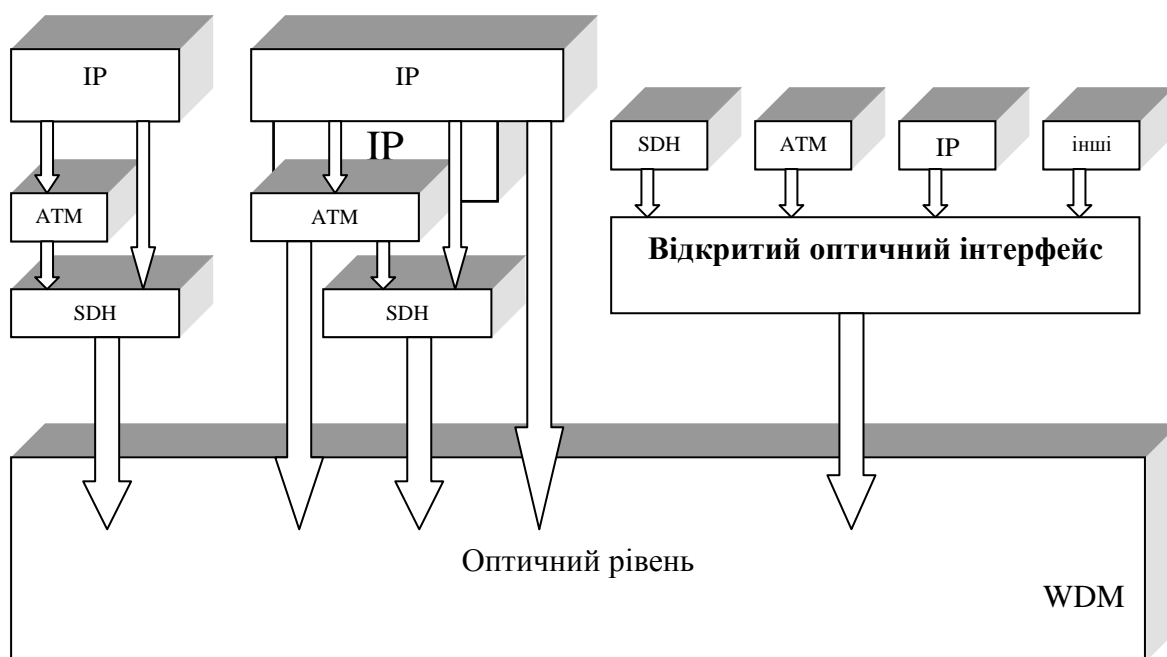 IP
IP
IP
SDH
ATM
IP
інші
ATM
ATM
Відкритий оптичний інтерфейс
SDH
SDH
Оптичний рівень
WDM